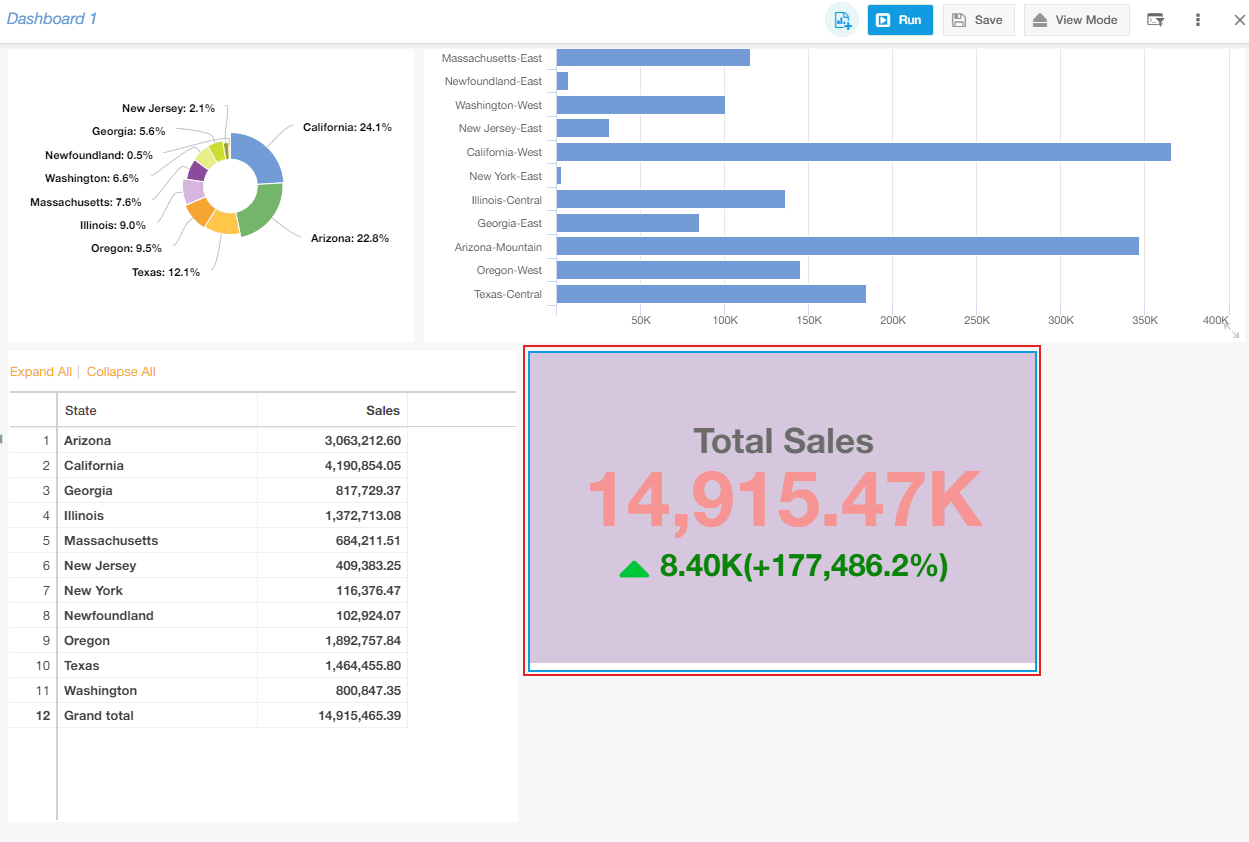 Dashboard 1
Run
Save
View Mode
New Jersey: 2.1%
Georgia: 5.6%
Newfoundland: 0.5%
Washington: 6.6%
Massachusetts: 7.6%
Illinois: 9.0%
Oregon: 9.5%
Texas: 12.1%
California: 24.1%
Arizona: 22.8%
Massachusetts-East
Newfoundland-East
Washington-West
New Jersey-East
California-West
New York-East
Illinois-Central
Georgia-East
Arizona-Mountain
Oregon-West
Texas-Central
50K 100K 150K 200K 250K 300K 350K 400K
Expand All | Collapse All
State Sales
1 Arizona 3,063,212.60
2 California 4,190,854.05
3 Georgia 817,729.37
4 Illinois 1,372,713.08
5 Massachusetts 684,211.51
6 New Jersey 409,383.25
7 New York 116,376.47
8 Newfoundland 102,924.07
9 Oregon 1,892,757.84
10 Texas 1,464,455.80
11 Washington 800,847.35
12 Grand total 14,915,465.39
Total Sales
14,915.47K
8.40K(+177,486.2%)